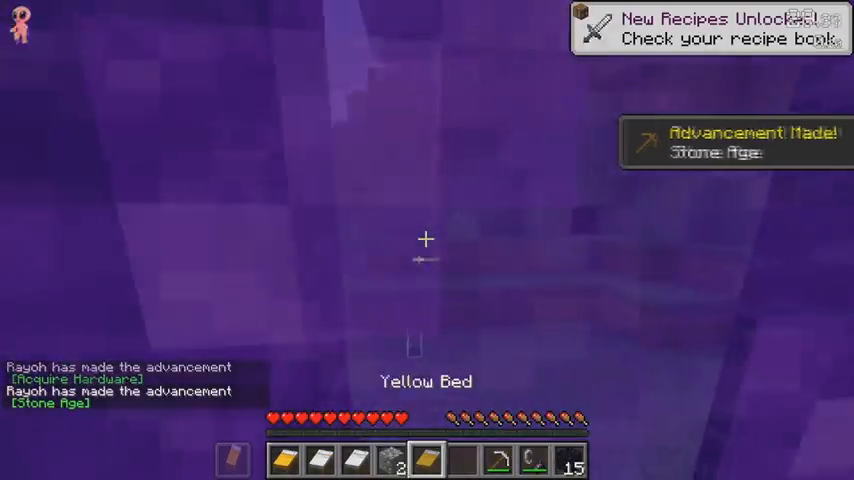 New Recipes Unlocked!
Check your recipe book
Advancement Made!
Stone Age
Rayoh has made the advancement
[Acquire Hardware]
Rayoh has made the advancement
[Stone Age]
Yellow Bed
2
15